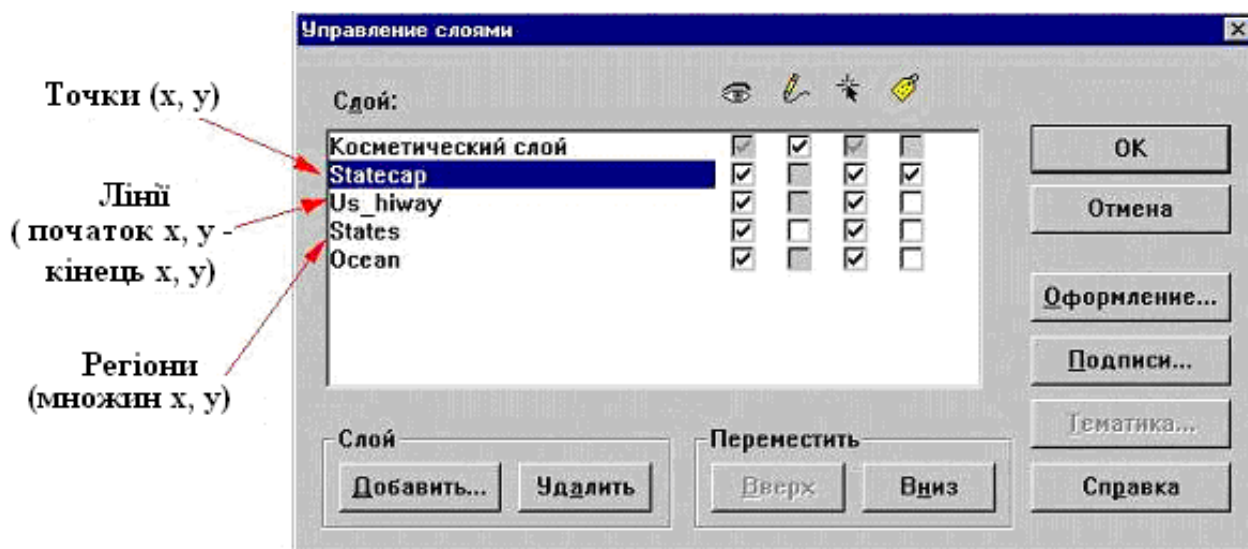 Управление слоями
Точки (x, y)
Слой:
Косметический слой
Statecap
Us_hiway
States
Ocean
Лінії
( початок x, y -
кінець x, y)
Регіони
(множин x, y)
OK
Отмена
Оформление...
Подписи...
Тематика...
Справка
Слой
Добавить...
Удалить
Переместить
Вверх
Вниз